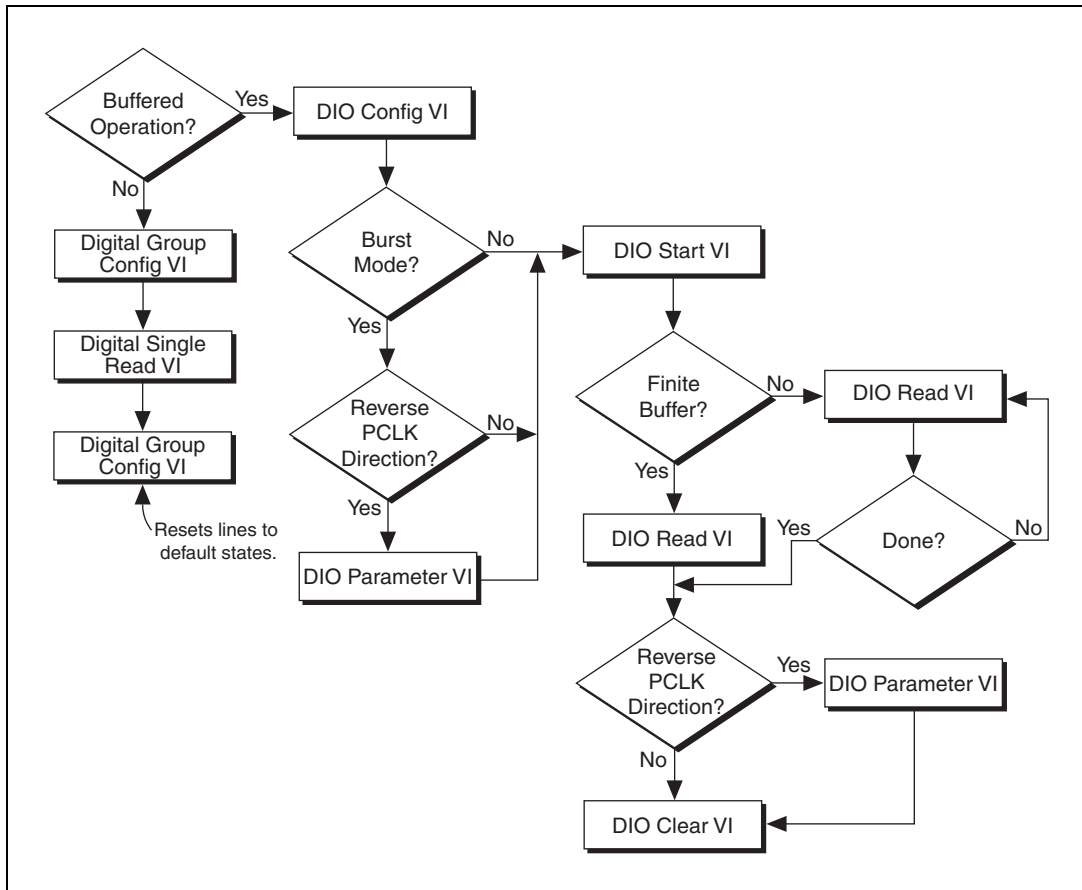 Buffered
Operation?
Yes
DIO Config VI
No
Digital Group
Config VI
Digital Single
Read VI
Digital Group
Config VI
Resets lines to
default states.
Burst
Mode?
No
Yes
Reverse
PCLK
Direction?
No
Yes
DIO Parameter VI
DIO Start VI
Finite
Buffer?
No
Yes
DIO Read VI
DIO Read VI
Done?
Yes
No
Reverse
PCLK
Direction?
Yes
DIO Parameter VI
No
DIO Clear VI